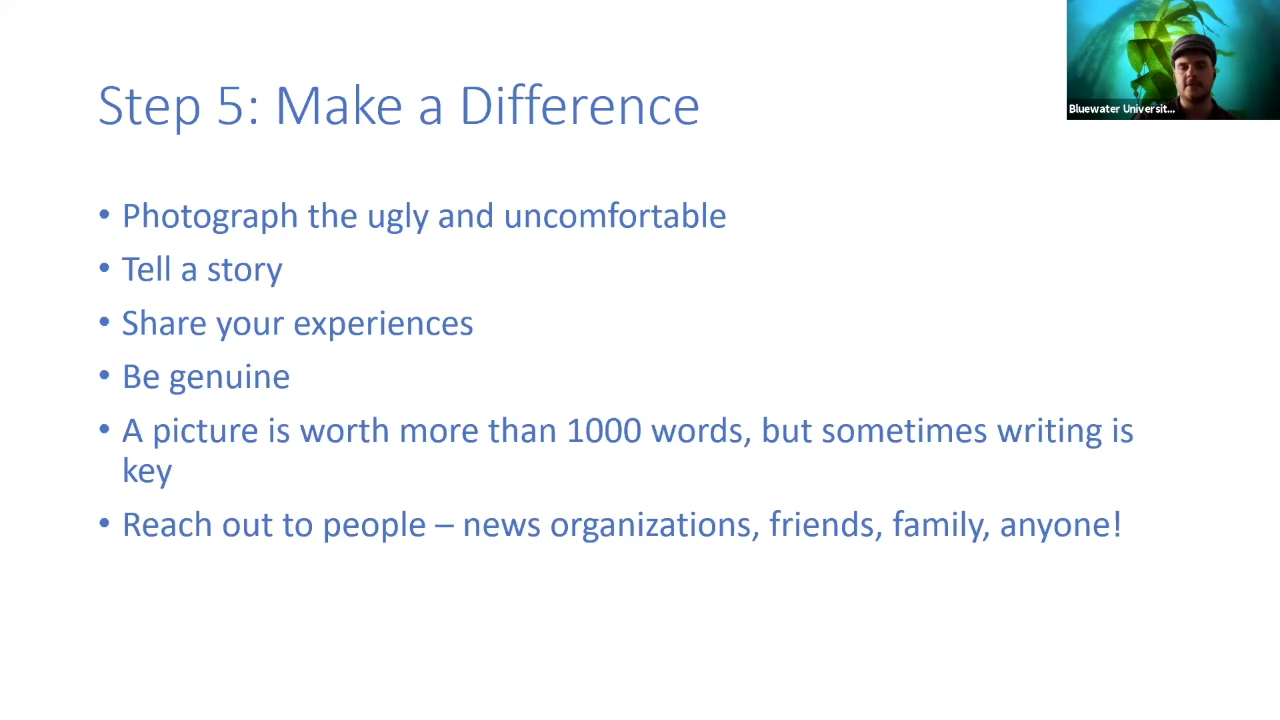 Step 5: Make a Difference
• Photograph the ugly and uncomfortable
• Tell a story
• Share your experiences
• Be genuine
• A picture is worth more than 1000 words, but sometimes writing is
key
• Reach out to people – news organizations, friends, family, anyone!
Bluewater Universit...